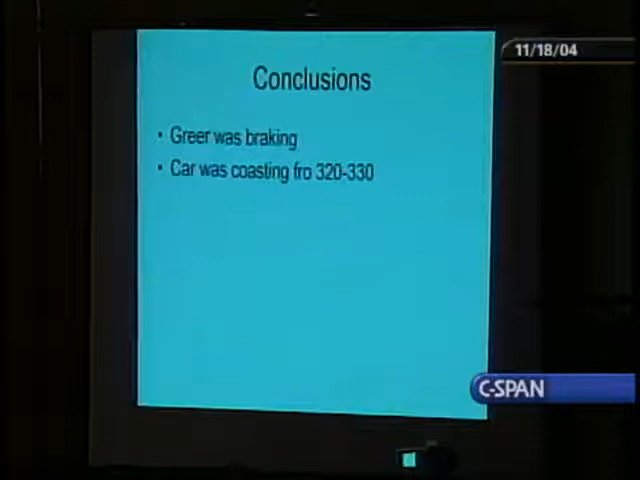 11/18/04
Conclusions
• Greer was braking
• Car was coasting fro 320-330
C-SPAN